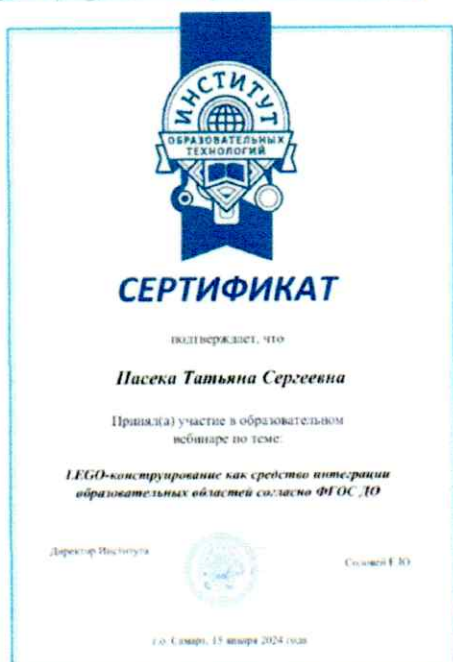 ИНСТИТУТ
ОБРАЗОВАТЕЛЬНЫХ
ТЕХНОЛОГИЙ
СЕРТИФИКАТ
подтверждает, что
Пасека Татьяна Сергеевна
Принял(а) участие в образовательном
вебинаре по теме:
LEGO-конструирование как средство интеграции
образовательных областей согласно ФГОС ДО
Директор Института
Соловей Е.Ю
г.о. Самара, 15 января 2024 года